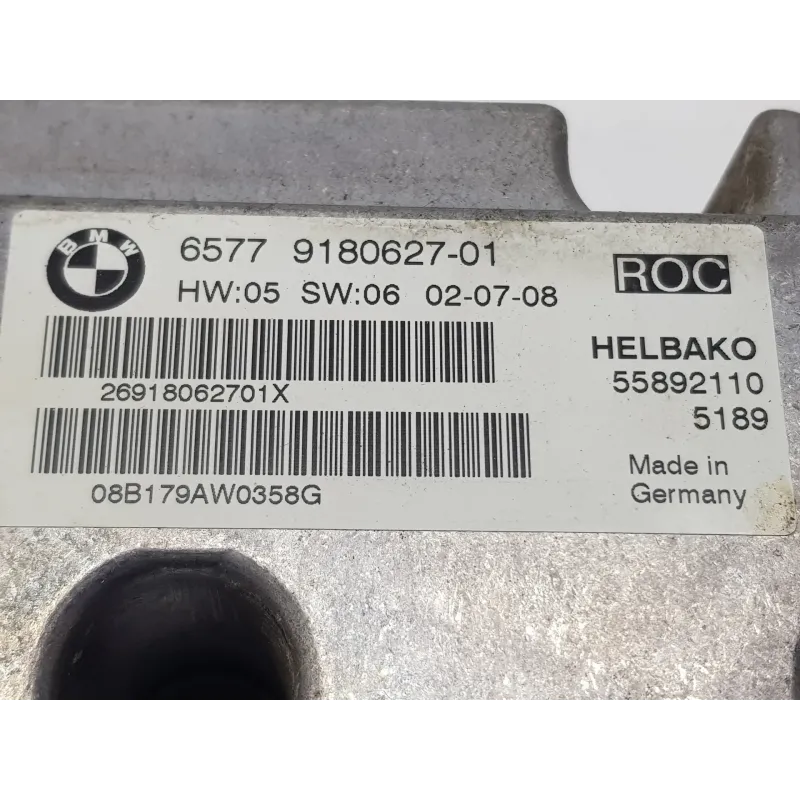 BMW
6577 9180627-01
HW:05 SW:06 02-07-08
26918062701X
08B179AW0358G
ROC
HELBAKO
55892110
5189
Made in
Germany